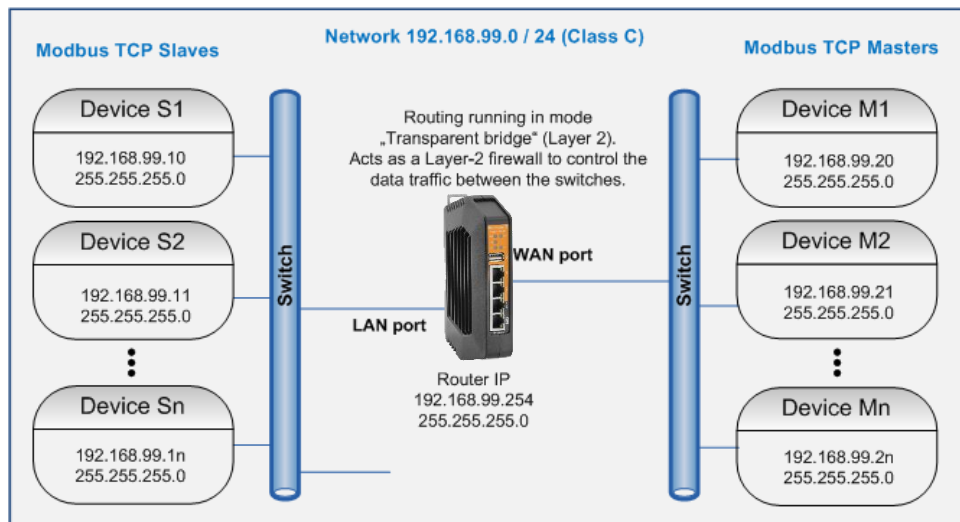 Network 192.168.99.0 / 24 (Class C)
Modbus TCP Slaves
Modbus TCP Masters
Device S1
192.168.99.10
255.255.255.0
Device S2
192.168.99.11
255.255.255.0
Device Sn
192.168.99.1n
255.255.255.0
Switch
Routing running in mode
„Transparent bridge“ (Layer 2).
Acts as a Layer-2 firewall to control the
data traffic between the switches.
WAN port
LAN port
Router IP
192.168.99.254
255.255.255.0
Switch
Device M1
192.168.99.20
255.255.255.0
Device M2
192.168.99.21
255.255.255.0
Device Mn
192.168.99.2n
255.255.255.0